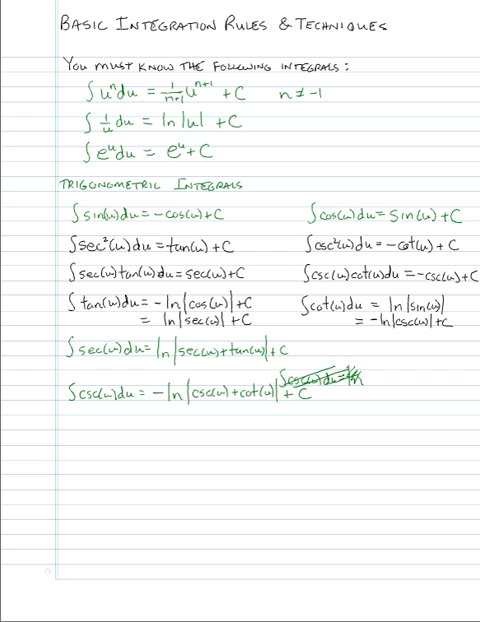 BASIC INTEGRATION RULES & TECHNIQUES
YOU MUST KNOW THE FOLLOWING INTEGRALS:
∫ uⁿdu = 1/(n+1) uⁿ⁺¹ + C n ≠ -1
∫ 1/u du = ln|u| + C
∫ eᵘdu = eᵘ + C
TRIGONOMETRIC INTEGRALS
∫ sin(u)du = -cos(u) + C ∫ cos(u)du = sin(u) + C
∫ sec²(u)du = tan(u) + C ∫ csc²(u)du = -cot(u) + C
∫ sec(u)tan(u)du = sec(u) + C ∫ csc(u)cot(u)du = -csc(u) + C
∫ tan(u)du = -ln|cos(u)| + C ∫ cot(u)du = ln|sin(u)|
= ln|sec(u)| + C = -ln|csc(u)| + C
∫ sec(u)du = ln|sec(u) + tan(u)| + C
∫ csc(u)du = -ln|csc(u) + cot(u)| + C